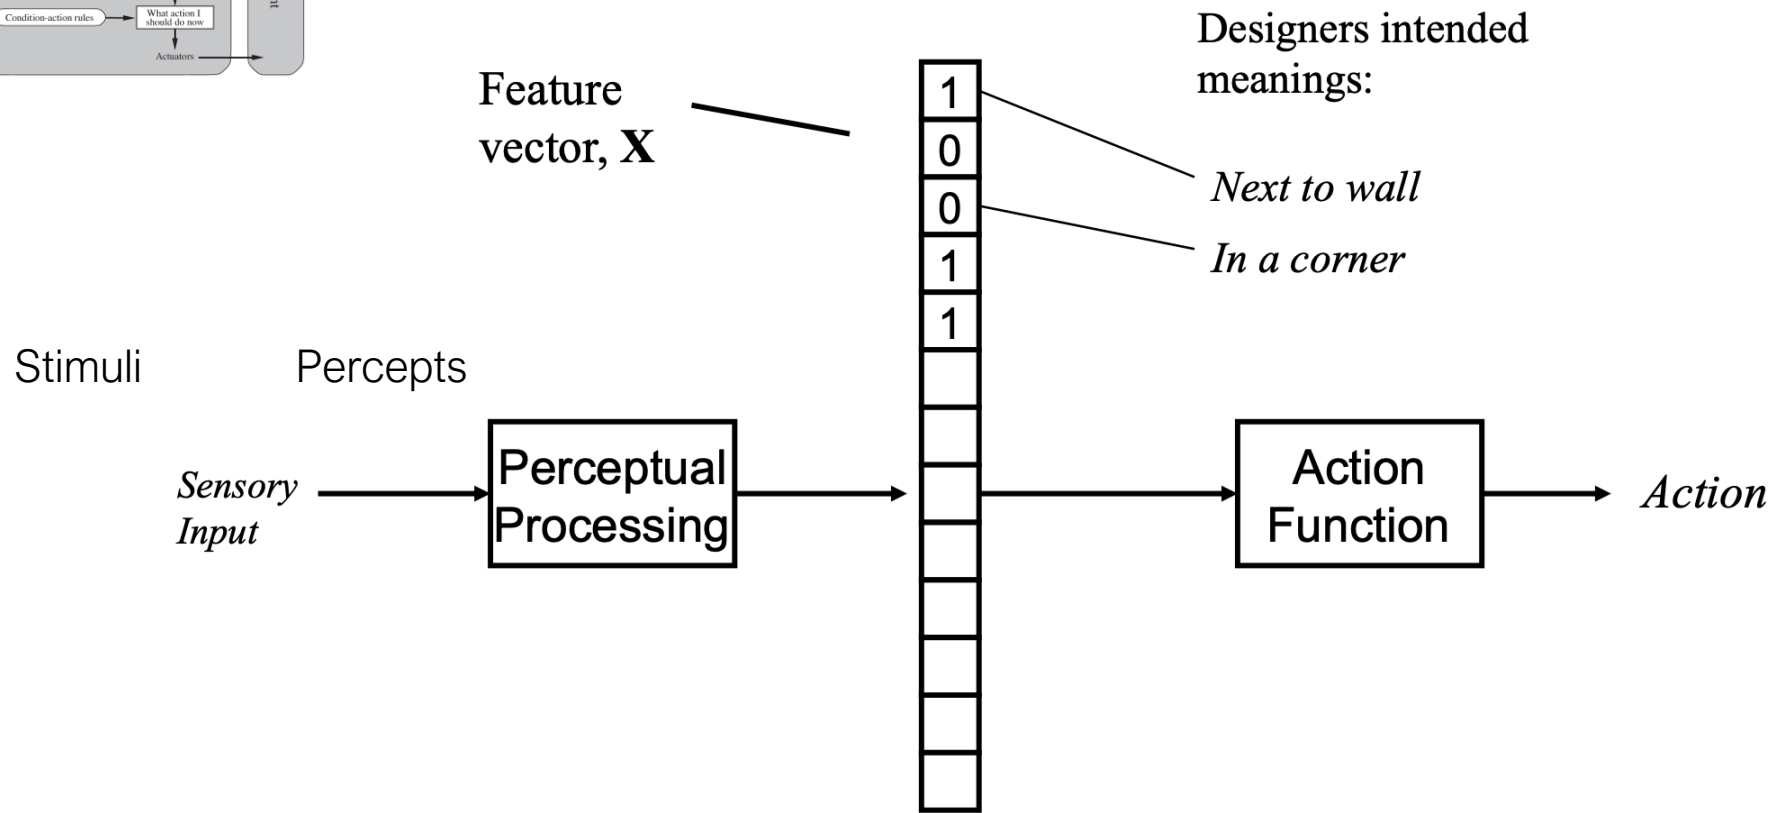 Condition-action rules
What action I
should do now
Actuators
nt
Designers intended
meanings:
Feature
vector, X
1
0
0
1
1
Next to wall
In a corner
Stimuli
Percepts
Sensory
Input
Perceptual
Processing
Action
Function
Action